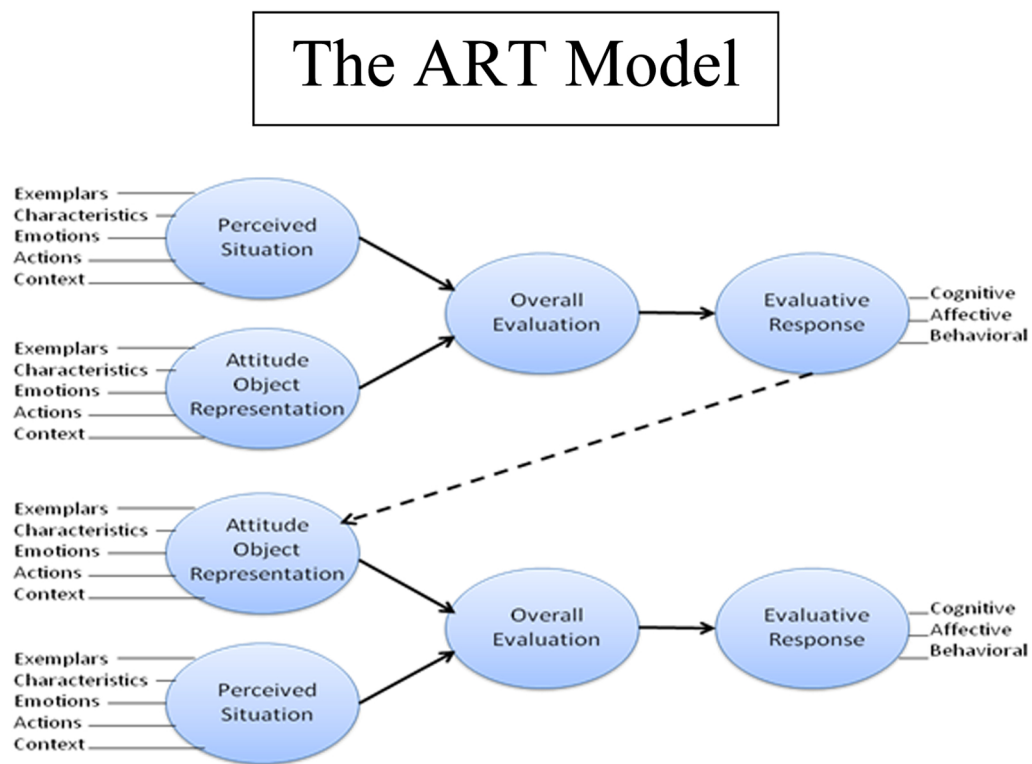 The ART Model
Exemplars
Characteristics
Emotions
Actions
Context
Perceived
Situation
Exemplars
Characteristics
Emotions
Actions
Context
Attitude
Object
Representation
Overall
Evaluation
Evaluative
Response
Cognitive
Affective
Behavioral
Exemplars
Characteristics
Emotions
Actions
Context
Attitude
Object
Representation
Exemplars
Characteristics
Emotions
Actions
Context
Perceived
Situation
Overall
Evaluation
Evaluative
Response
Cognitive
Affective
Behavioral